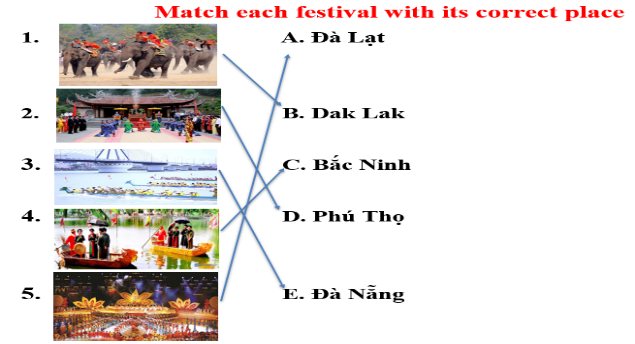 Match each festival with its correct place
1. A. Đà Lạt
2. B. Dak Lak
3. C. Bắc Ninh
4. D. Phú Thọ
5. E. Đà Nẵng